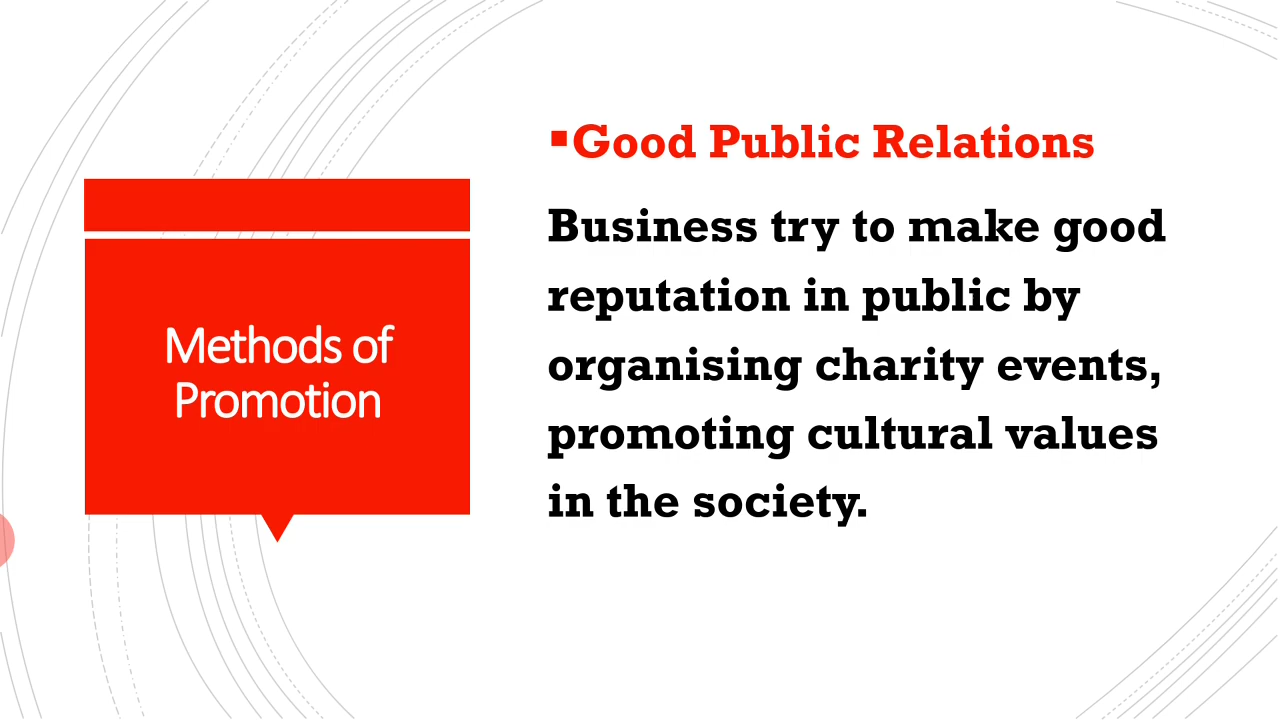 Methods of
Promotion
▪Good Public Relations
Business try to make good
reputation in public by
organising charity events,
promoting cultural values
in the society.